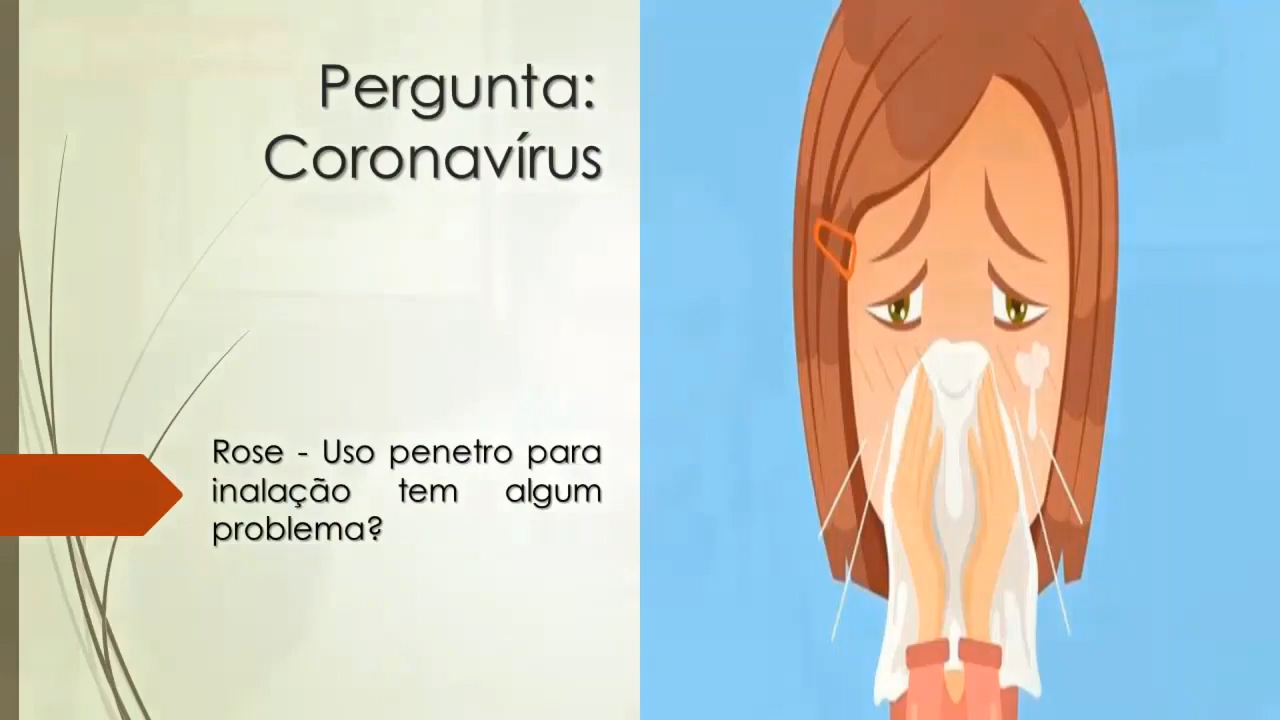 Pergunta:
Coronavírus
Rose - Uso penetro para
inalação tem algum
problema?